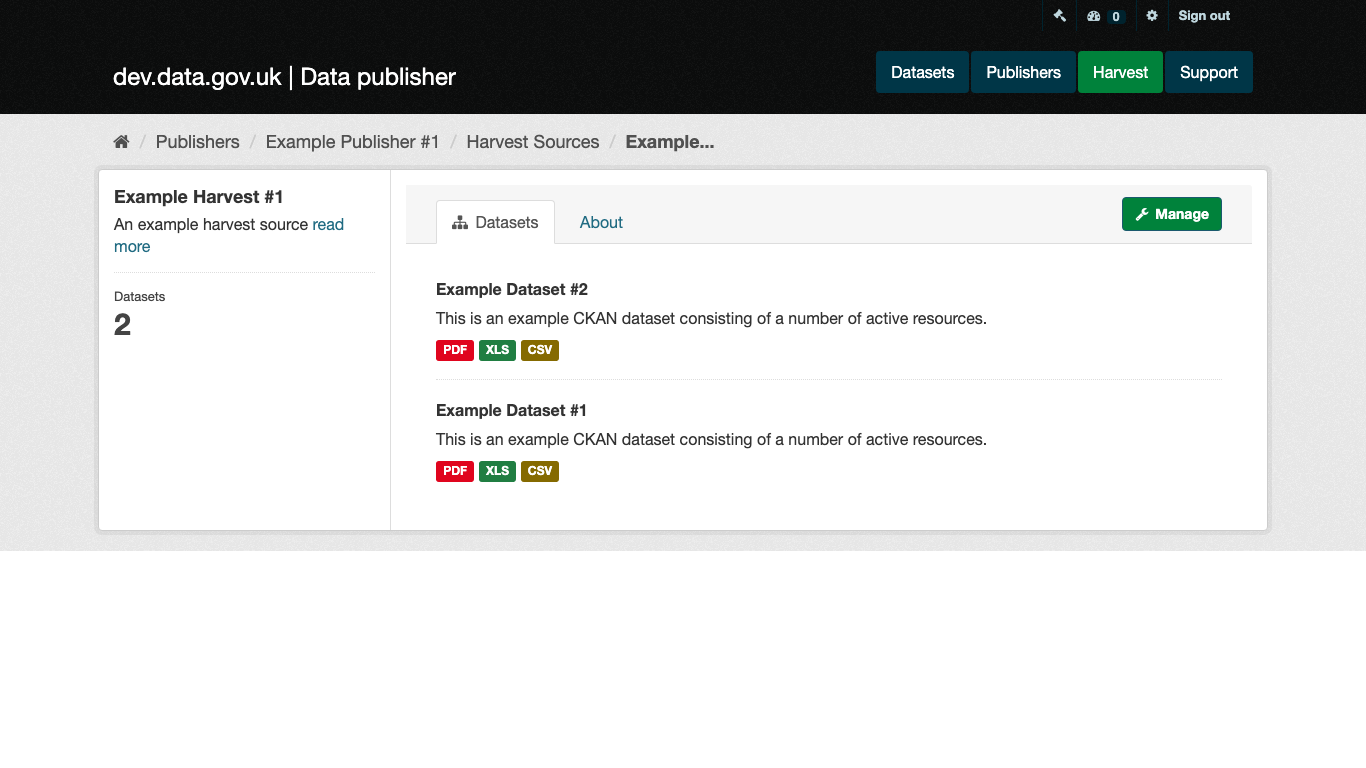 0 Sign out
dev.data.gov.uk | Data publisher
Datasets Publishers Harvest Support
/ Publishers / Example Publisher #1 / Harvest Sources / Example...
Example Harvest #1
An example harvest source read
more
Datasets
2
Datasets About Manage
Example Dataset #2
This is an example CKAN dataset consisting of a number of active resources.
PDF XLS CSV
Example Dataset #1
This is an example CKAN dataset consisting of a number of active resources.
PDF XLS CSV